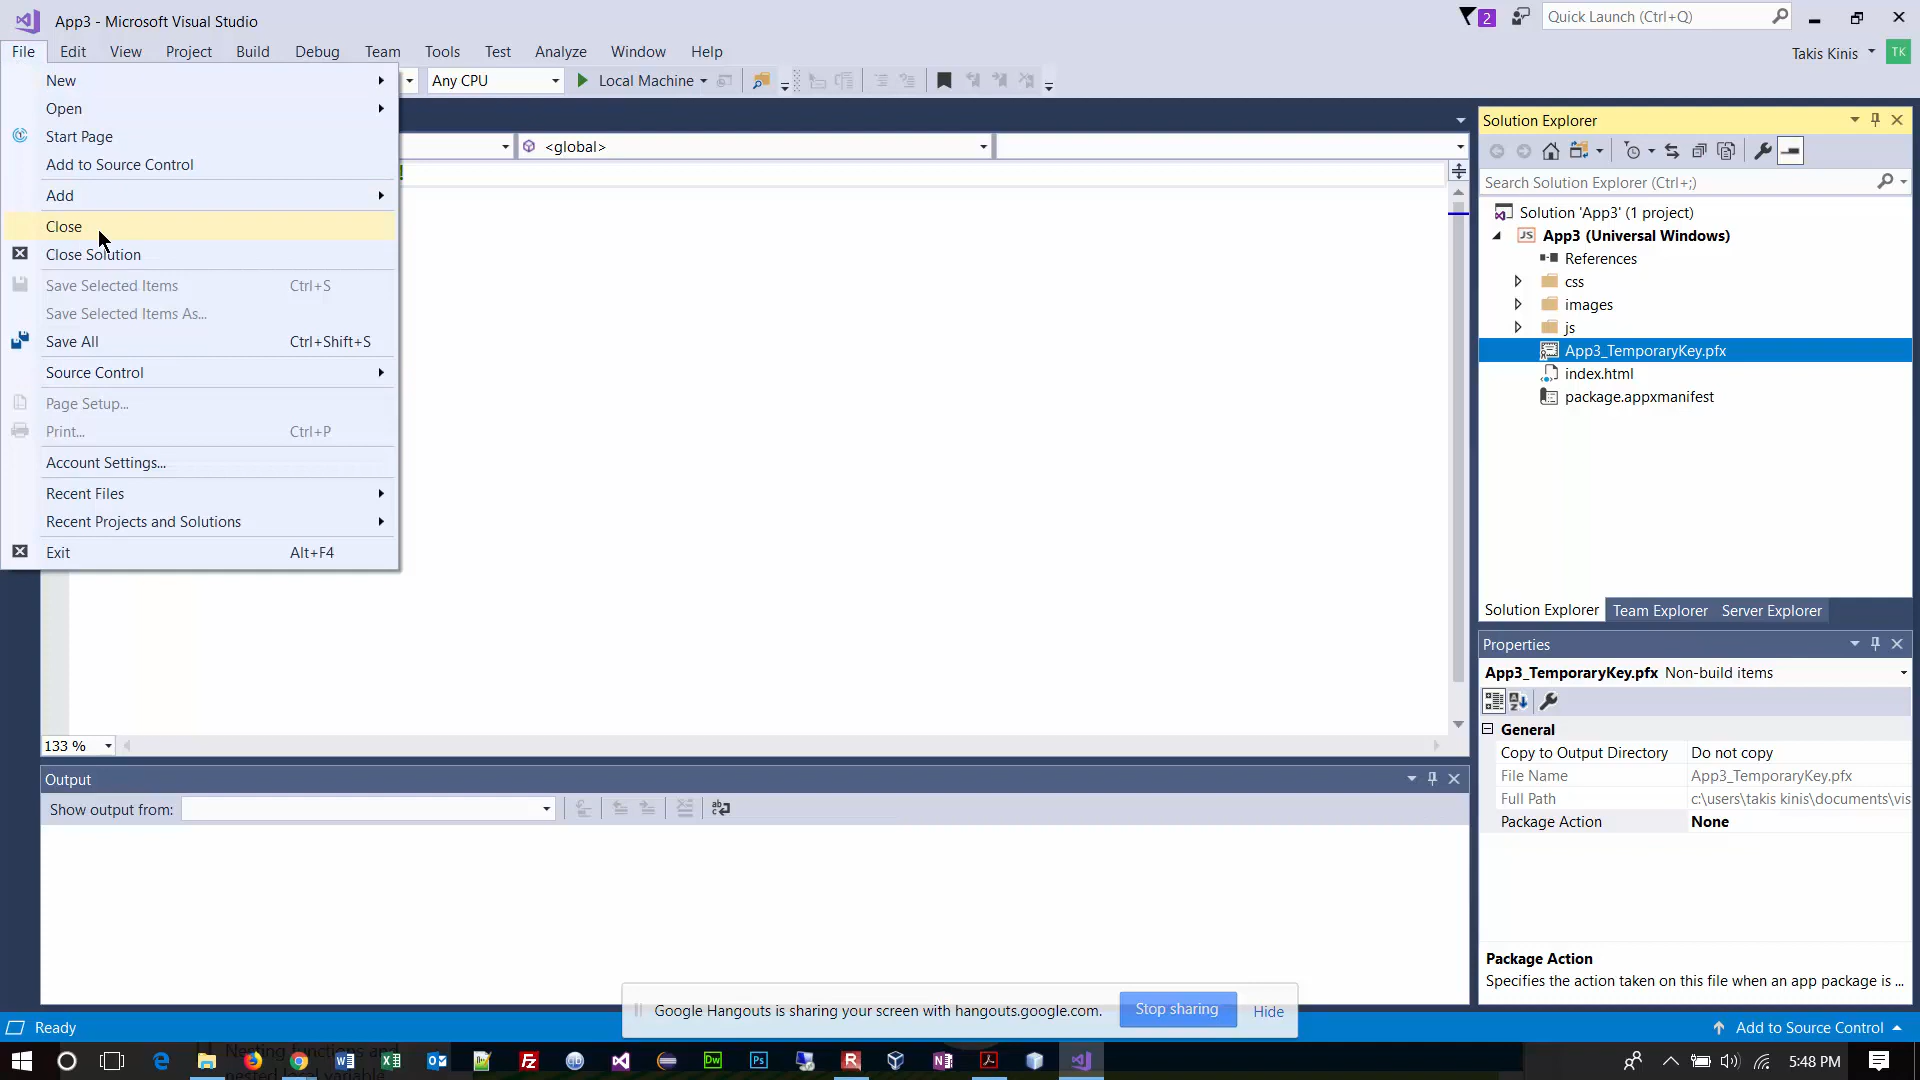 App3 - Microsoft Visual Studio
2
Quick Launch (Ctrl+Q)
File Edit View Project Build Debug Team Tools Test Analyze Window Help
Takis Kinis TK
Any CPU
Local Machine
New
Open
Start Page
Add to Source Control
Add
Close
Close Solution
Save Selected Items Ctrl+S
Save Selected Items As...
Save All Ctrl+Shift+S
Source Control
Page Setup...
Print... Ctrl+P
Account Settings...
Recent Files
Recent Projects and Solutions
Exit Alt+F4
<global>
!
133 %
Output
Show output from:
Solution Explorer
Search Solution Explorer (Ctrl+;)
Solution 'App3' (1 project)
JS App3 (Universal Windows)
References
css
images
js
App3_TemporaryKey.pfx
index.html
package.appxmanifest
Solution Explorer Team Explorer Server Explorer
Properties
App3_TemporaryKey.pfx Non-build items
General
Copy to Output Directory Do not copy
File Name App3_TemporaryKey.pfx
Full Path c:\users\takis kinis\documents\vis
Package Action None
Package Action
Specifies the action taken on this file when an app package is ...
Google Hangouts is sharing your screen with hangouts.google.com.
Stop sharing
Hide
Ready
Add to Source Control
Nesting functions and
nested level variable
5:48 PM